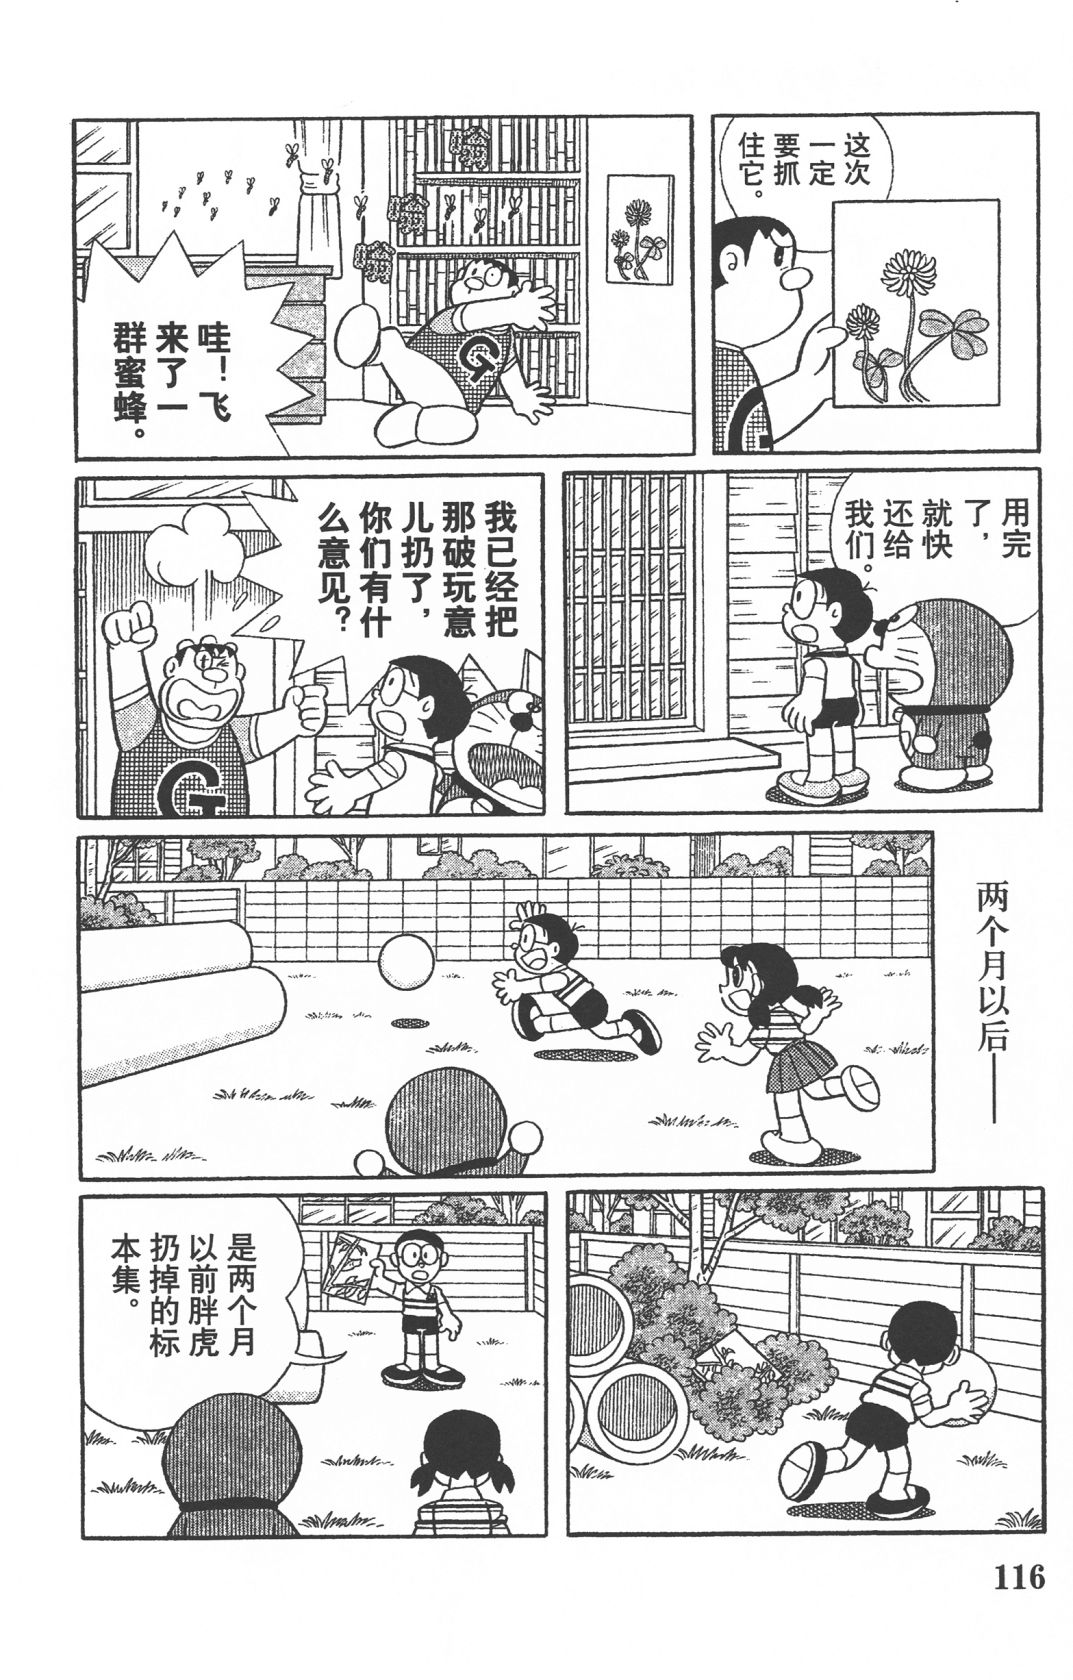 这次
一定
要抓
住它。
嗡
嗡
嗡
哇！飞
来了一
群蜜蜂。
G
用完
了，
就快
还给
我们。
我已经把
那破玩意
儿扔了，
你们有什
么意见？
G
两个月以后——
是两个月
以前胖虎
扔掉的标
本集。
116